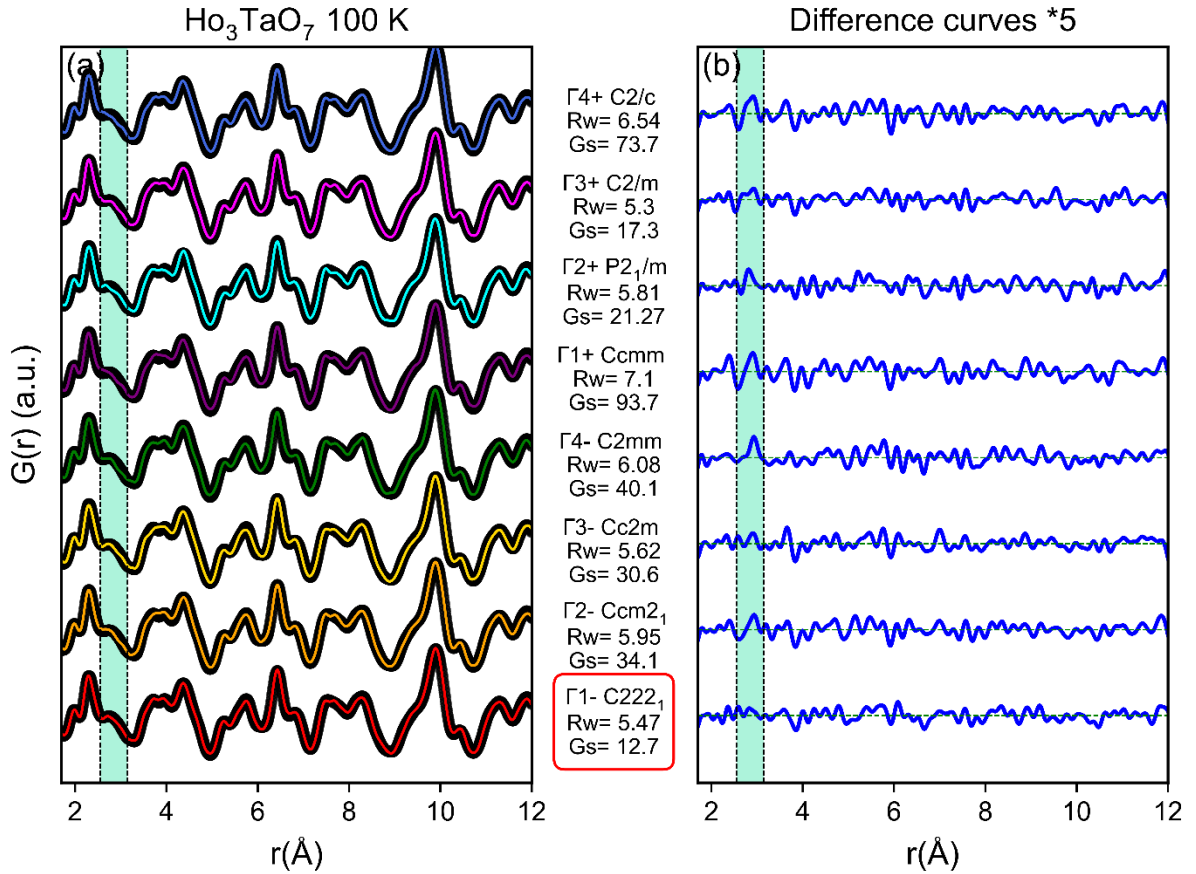 Ho₃TaO₇ 100 K
Difference curves *5
(a)
(b)
G(r) (a.u.)
Γ4+ C2/c
Rw= 6.54
Gs= 73.7
Γ3+ C2/m
Rw= 5.3
Gs= 17.3
Γ2+ P2₁/m
Rw= 5.81
Gs= 21.27
Γ1+ Ccmm
Rw= 7.1
Gs= 93.7
Γ4- C2mm
Rw= 6.08
Gs= 40.1
Γ3- Cc2m
Rw= 5.62
Gs= 30.6
Γ2- Ccm2₁
Rw= 5.95
Gs= 34.1
Γ1- C222₁
Rw= 5.47
Gs= 12.7
2 4 6 8 10 12
2 4 6 8 10 12
r(Å)
r(Å)